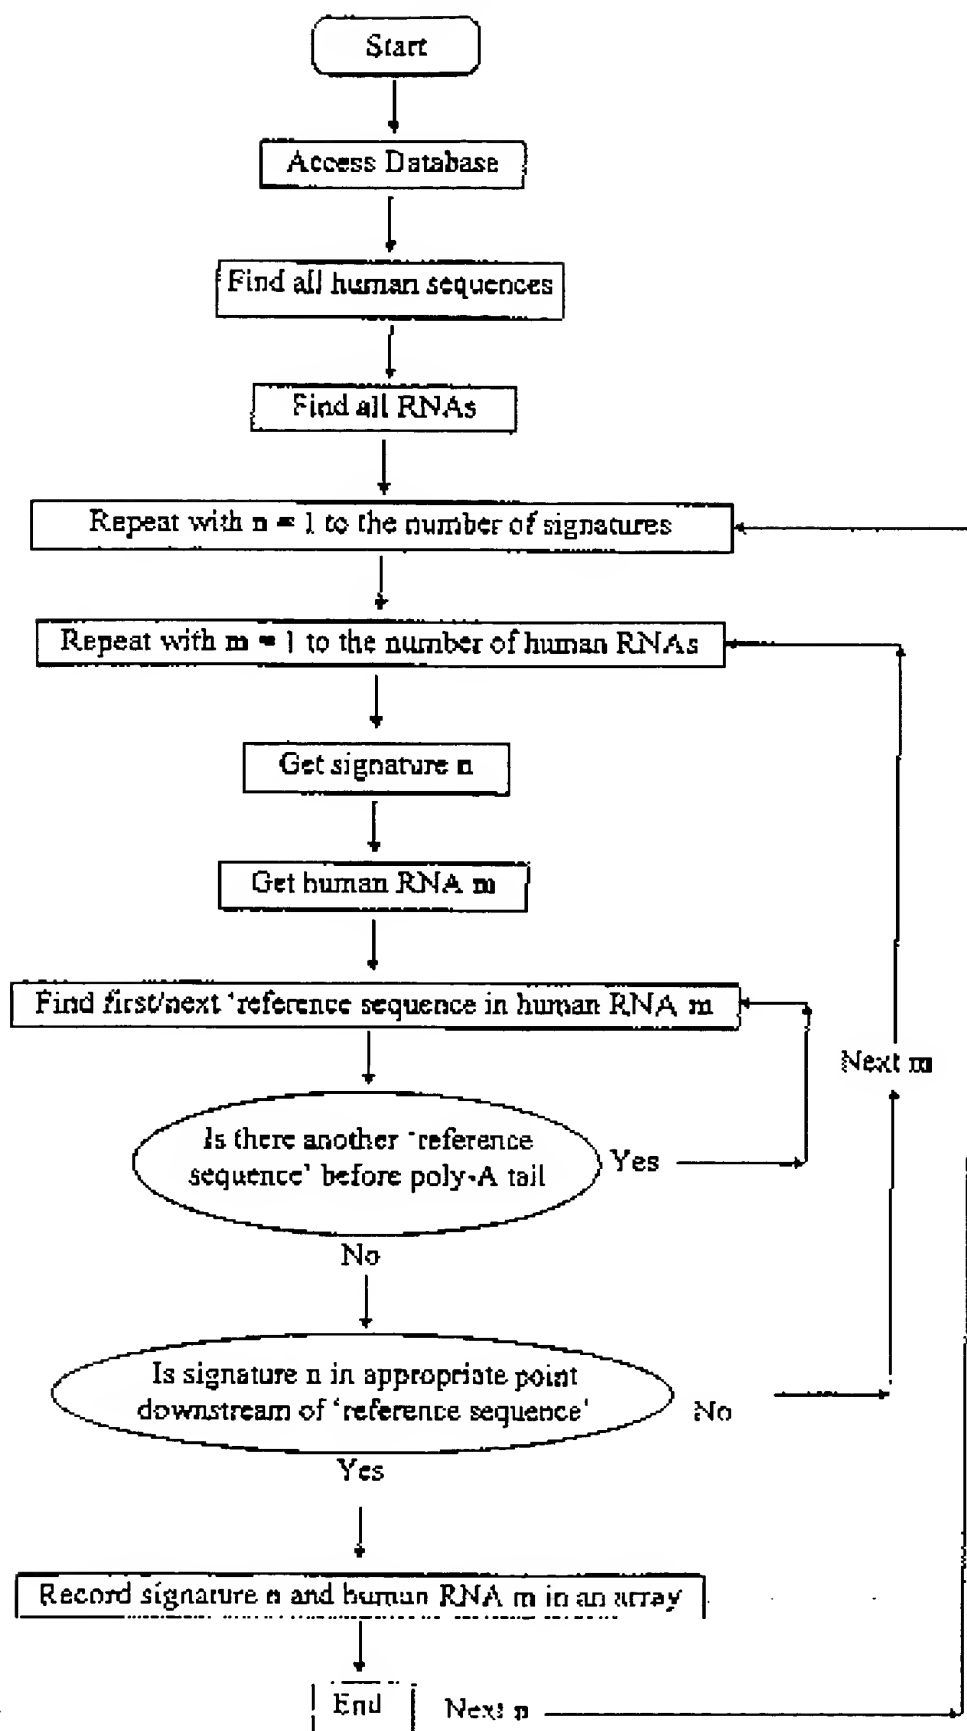 Start
Access Database
Find all human sequences
Find all RNAs
Repeat with n = 1 to the number of signatures
Repeat with m = 1 to the number of human RNAs
Get signature n
Get human RNA m
Find first/next 'reference sequence in human RNA m
Next m
Is there another 'reference
sequence' before poly-A tail
Yes
No
Is signature n in appropriate point
downstream of 'reference sequence'
No
Yes
Record signature n and human RNA m in an array
End
Next n